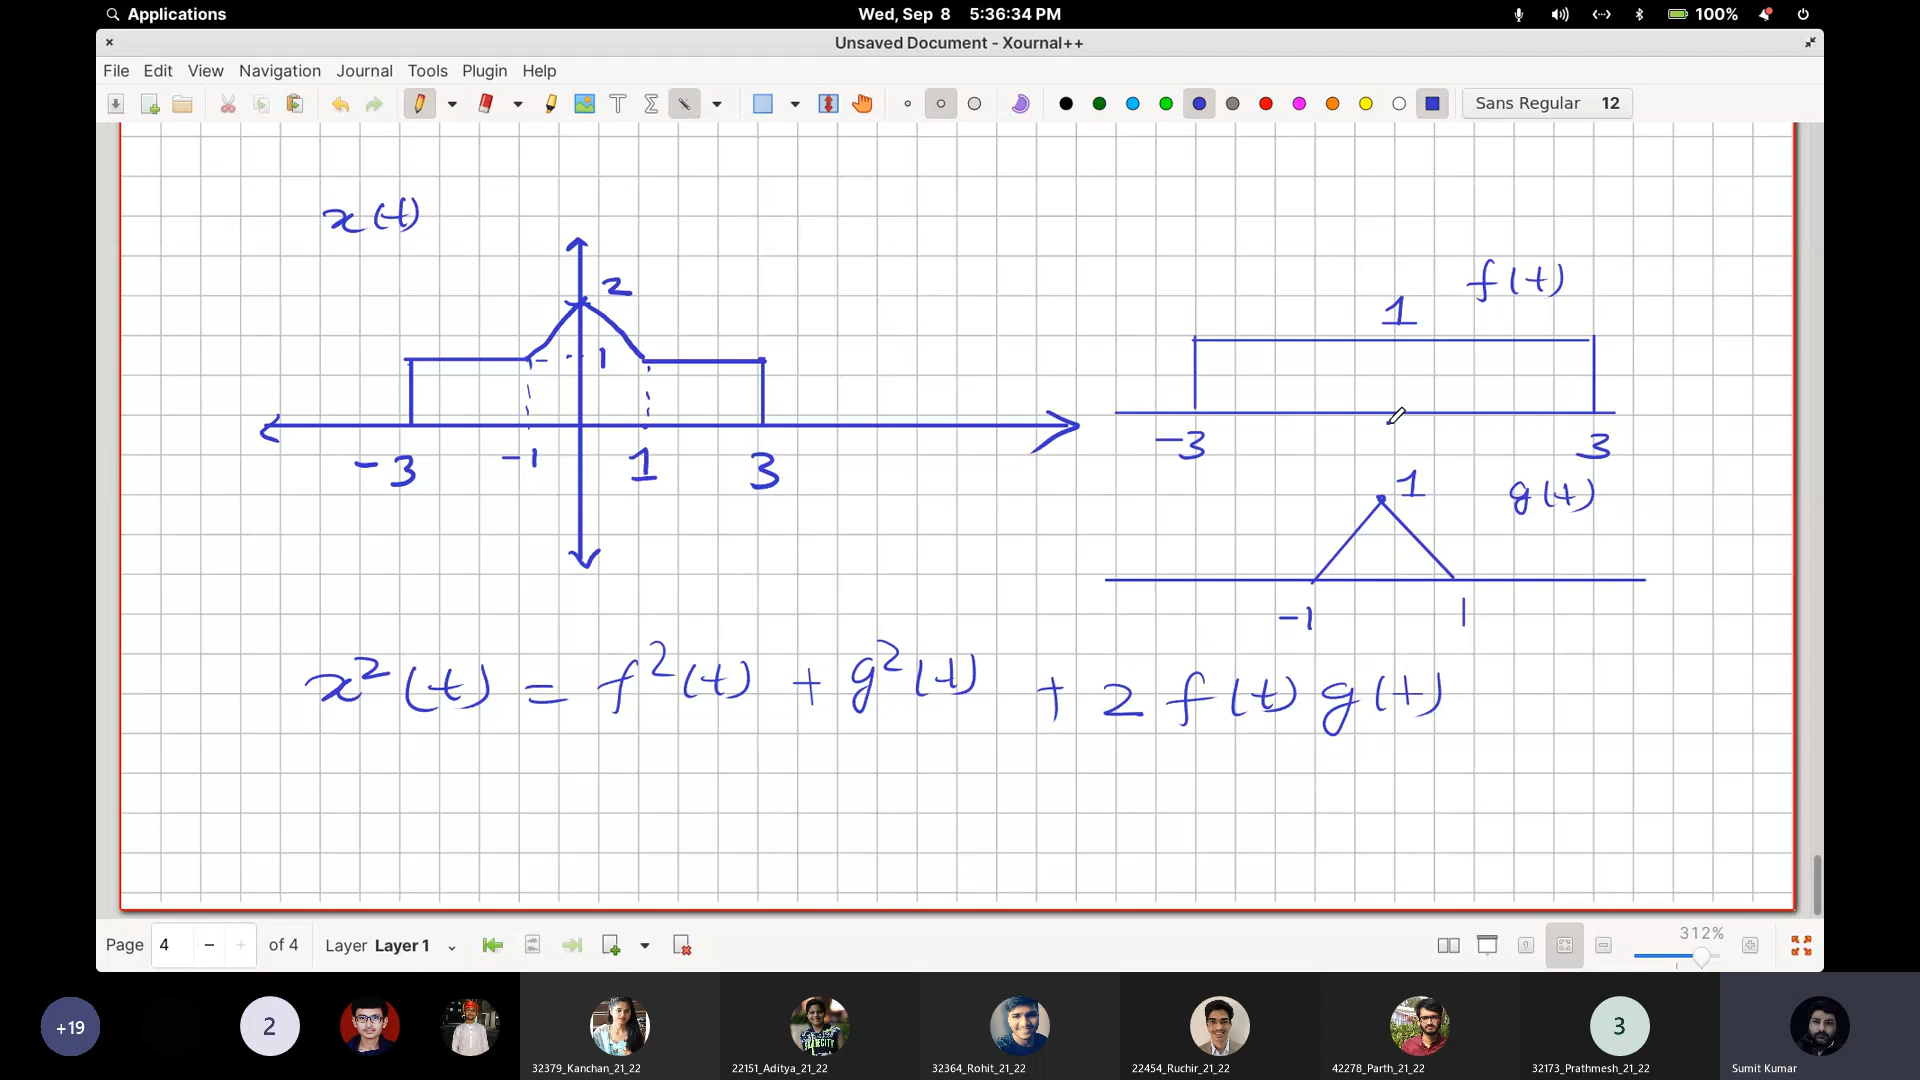 Applications
Wed, Sep 8 5:36:34 PM
100%
Unsaved Document - Xournal++
File Edit View Navigation Journal Tools Plugin Help
Sans Regular 12
x(t)
2
1
-3 -1 1 3
f(t)
1
-3 3
1 g(t)
-1 1
x²(t) = f²(t) + g²(t) + 2 f(t) g(t)
Page 4 of 4 Layer Layer 1
312%
+19
2
3
32379_Kanchan_21_22
22151_Aditya_21_22
32364_Rohit_21_22
22454_Ruchir_21_22
42278_Parth_21_22
32173_Prathmesh_21_22
Sumit Kumar